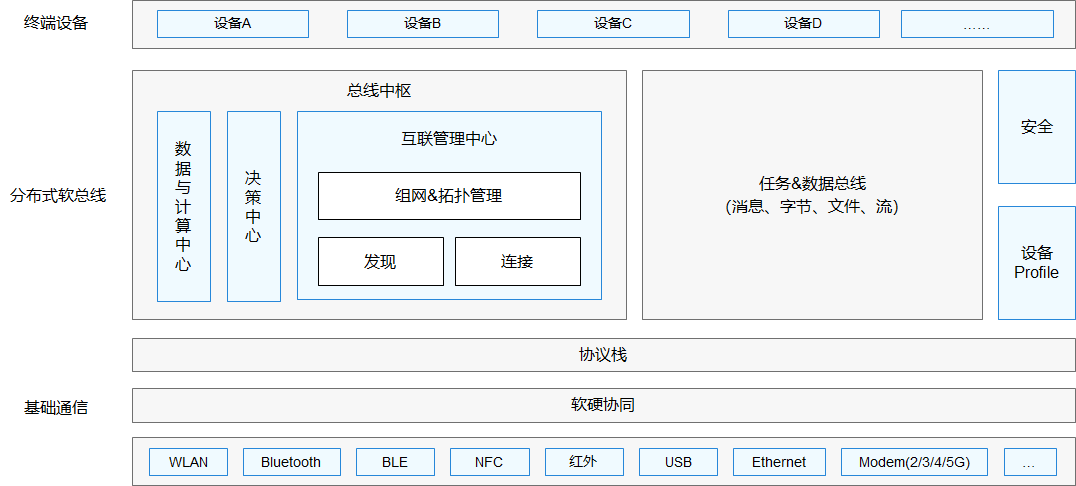 终端设备
设备A
设备B
设备C
设备D
……
分布式软总线
总线中枢
数据与计算中心
决策中心
互联管理中心
组网&拓扑管理
发现
连接
任务&数据总线
（消息、字节、文件、流）
安全
设备
Profile
基础通信
协议栈
软硬协同
WLAN
Bluetooth
BLE
NFC
红外
USB
Ethernet
Modem(2/3/4/5G)
...